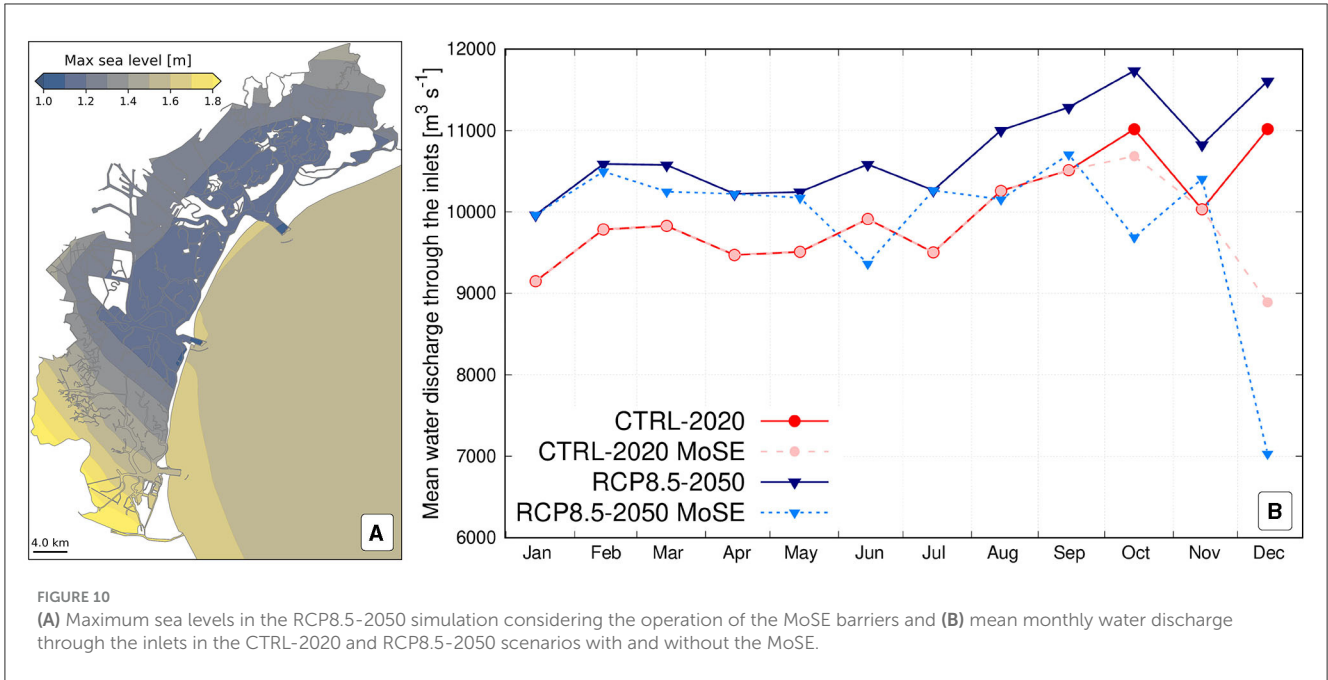 Max sea level [m]
1.0 1.2 1.4 1.6 1.8
4.0 km
A
Mean water discharge through the inlets [m³ s⁻¹]
12000
11000
10000
9000
8000
7000
6000
CTRL-2020
CTRL-2020 MoSE
RCP8.5-2050
RCP8.5-2050 MoSE
B
Jan Feb Mar Apr May Jun Jul Aug Sep Oct Nov Dec
FIGURE 10
(A) Maximum sea levels in the RCP8.5-2050 simulation considering the operation of the MoSE barriers and (B) mean monthly water discharge
through the inlets in the CTRL-2020 and RCP8.5-2050 scenarios with and without the MoSE.